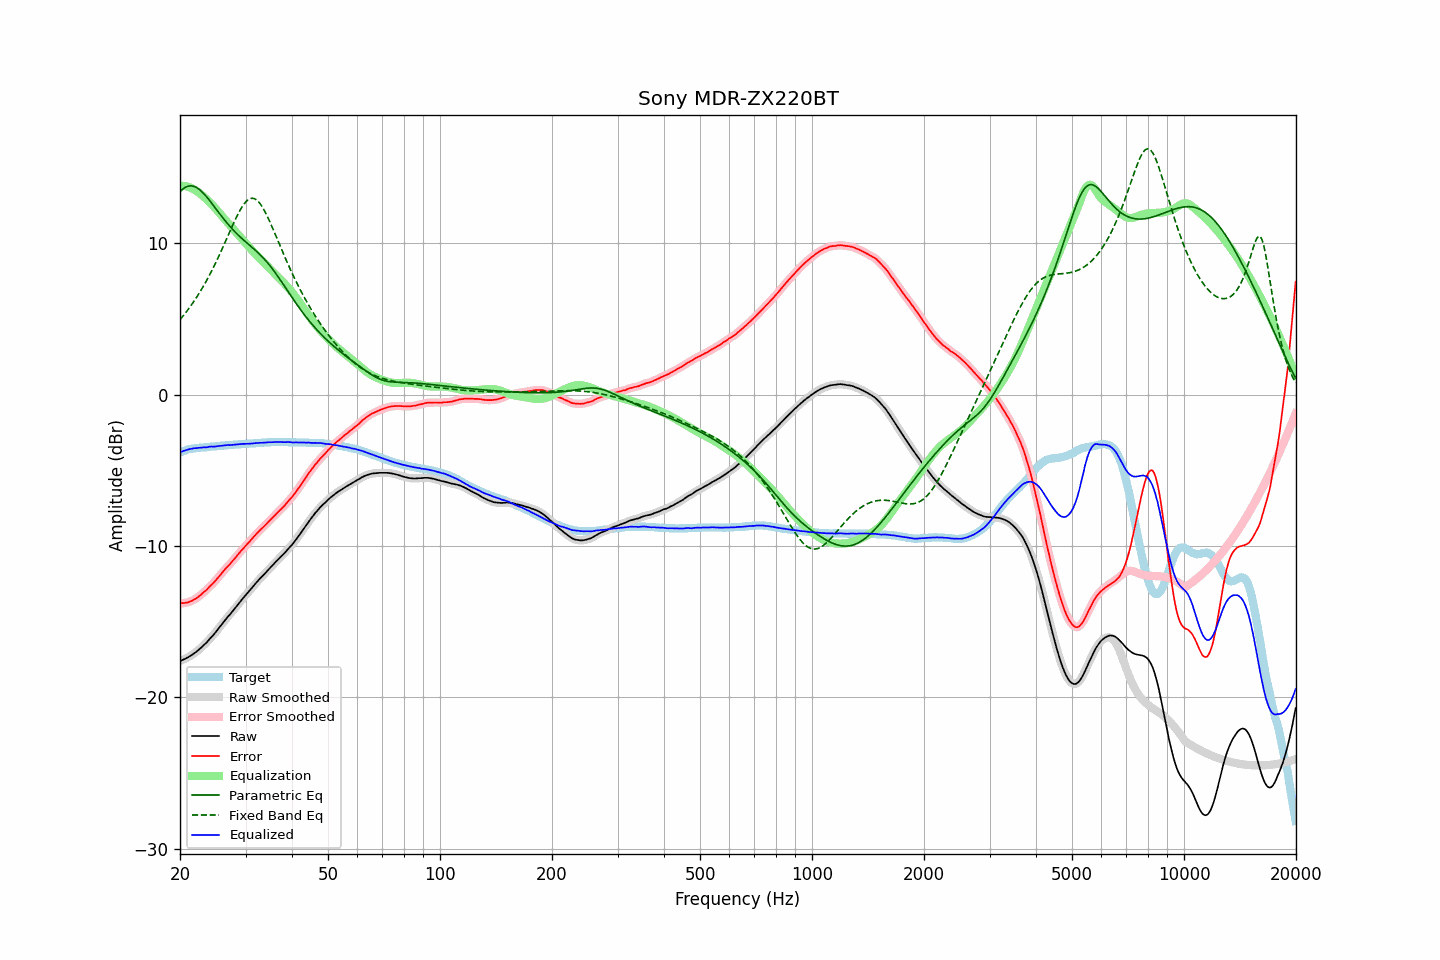 Sony MDR-ZX220BT
Amplitude (dBr)
10
0
−10
−20
−30
Target
Raw Smoothed
Error Smoothed
Raw
Error
Equalization
Parametric Eq
Fixed Band Eq
Equalized
20 50 100 200 500 1000 2000 5000 10000 20000
Frequency (Hz)